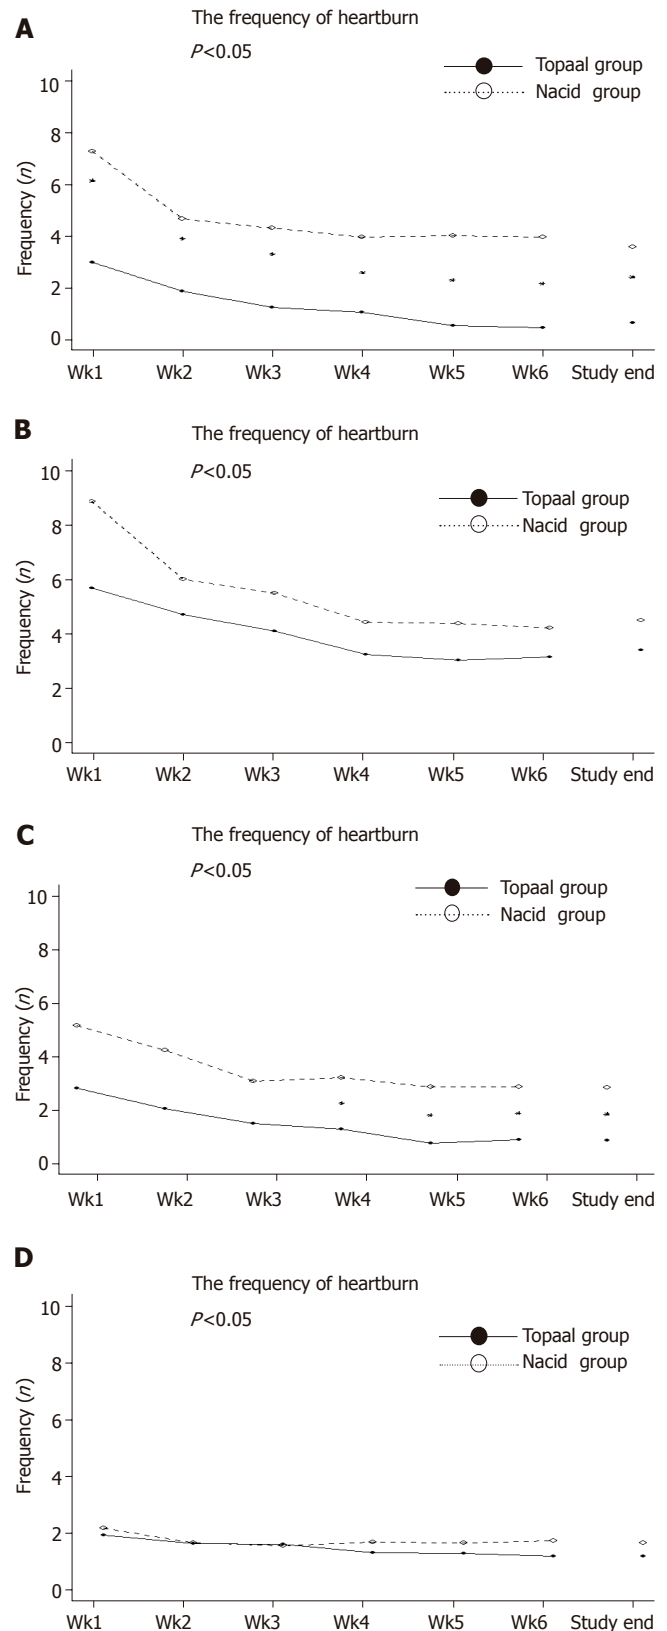 A
The frequency of heartburn
P<0.05
Topaal group
Nacid group
Frequency (n)
10
8
6
4
2
0
* * * * * * *
Wk1 Wk2 Wk3 Wk4 Wk5 Wk6 Study end
B
The frequency of heartburn
P<0.05
Topaal group
Nacid group
Frequency (n)
10
8
6
4
2
0
Wk1 Wk2 Wk3 Wk4 Wk5 Wk6 Study end
C
The frequency of heartburn
P<0.05
Topaal group
Nacid group
Frequency (n)
10
8
6
4
2
0
* * * *
Wk1 Wk2 Wk3 Wk4 Wk5 Wk6 Study end
D
The frequency of heartburn
P<0.05
Topaal group
Nacid group
Frequency (n)
10
8
6
4
2
0
Wk1 Wk2 Wk3 Wk4 Wk5 Wk6 Study end